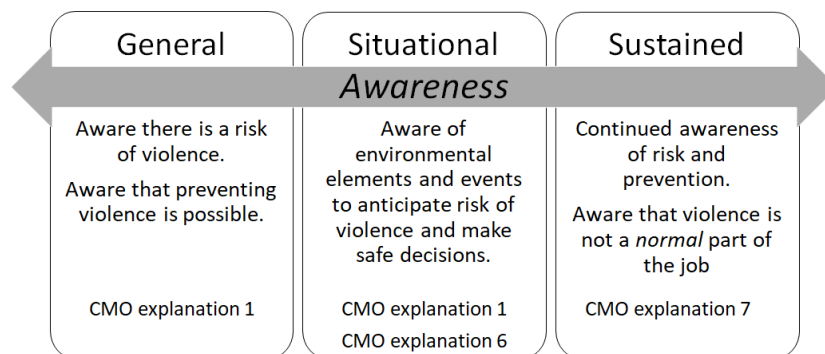 General
Situational
Sustained
Awareness
Aware there is a risk
of violence.
Aware that preventing
violence is possible.
CMO explanation 1
Aware of
environmental
elements and events
to anticipate risk of
violence and make
safe decisions.
CMO explanation 1
CMO explanation 6
Continued awareness
of risk and
prevention.
Aware that violence is
not a normal part of
the job
CMO explanation 7